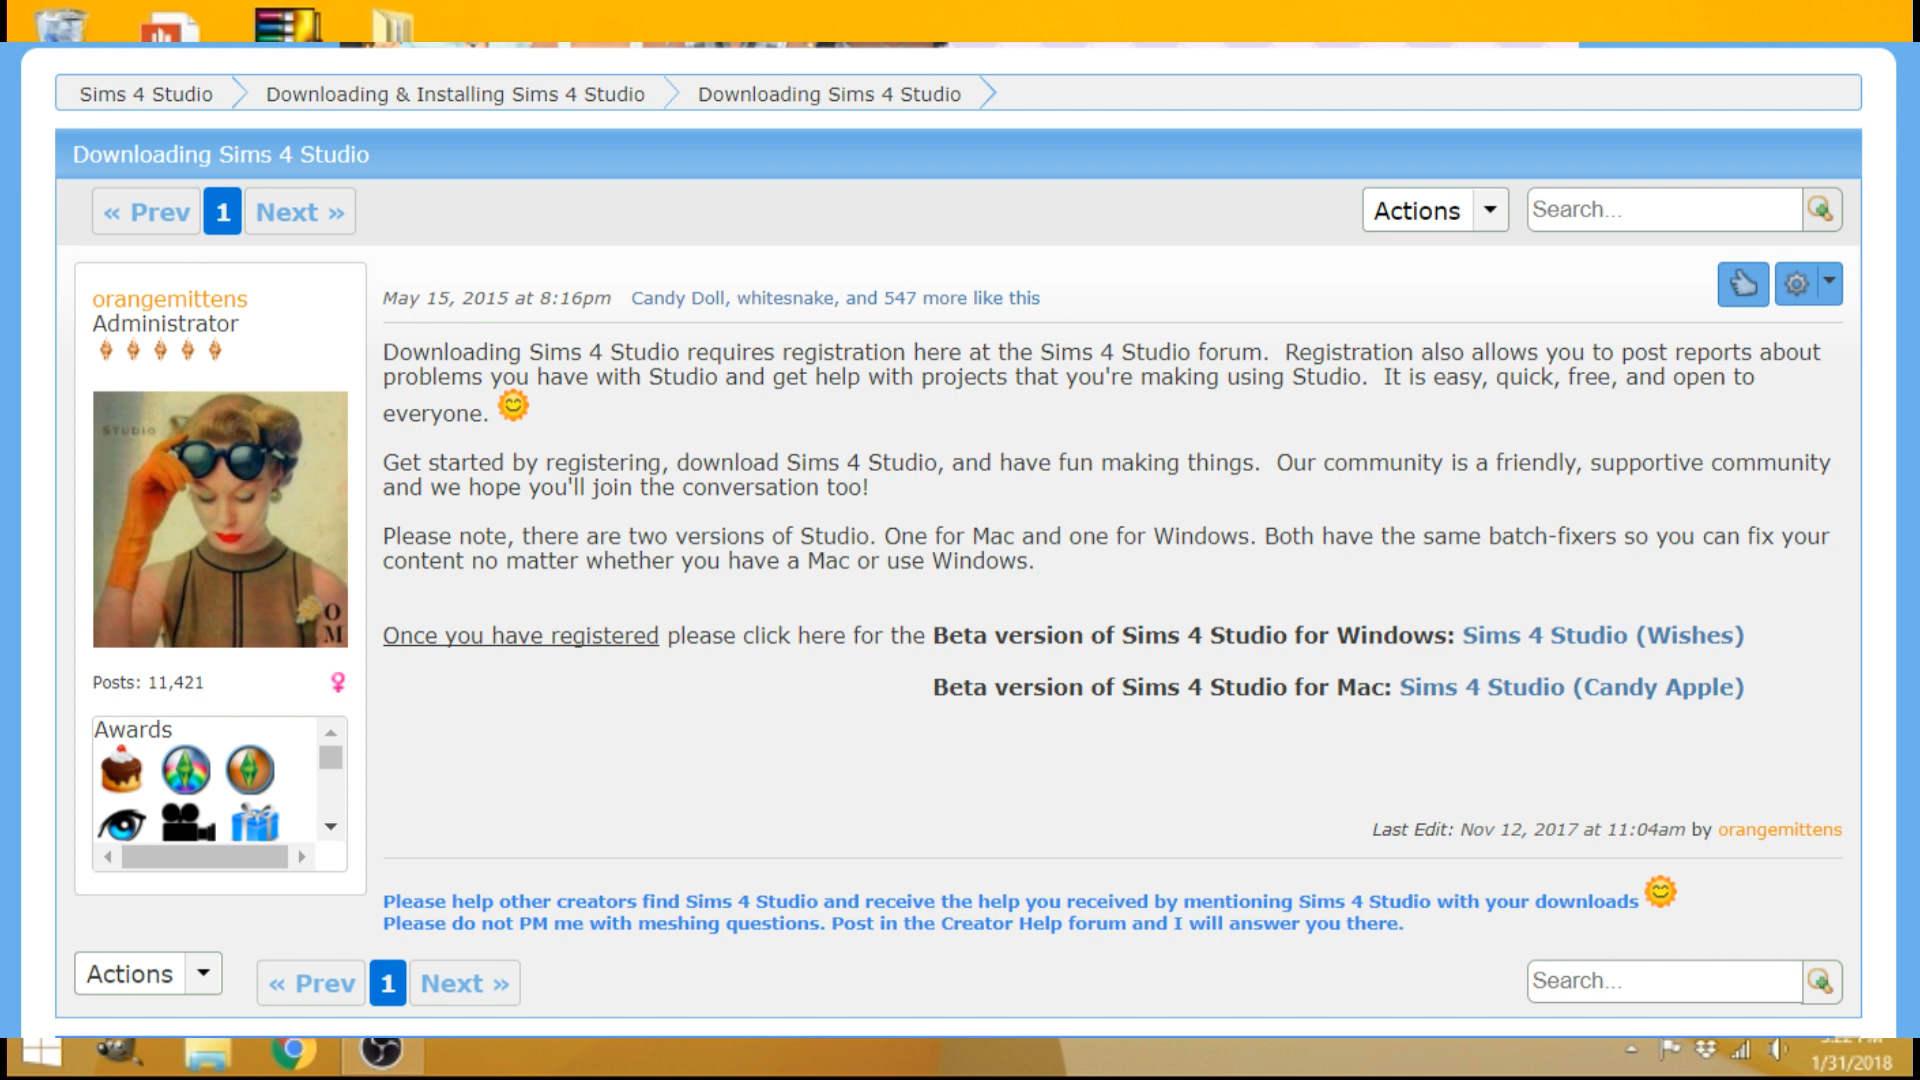 Sims 4 Studio
Downloading & Installing Sims 4 Studio
Downloading Sims 4 Studio
Downloading Sims 4 Studio
« Prev 1 Next »
Actions
Search...
orangemittens
Administrator
STUDIO
O
M
Posts: 11,421
Awards
May 15, 2015 at 8:16pm Candy Doll, whitesnake, and 547 more like this
Downloading Sims 4 Studio requires registration here at the Sims 4 Studio forum. Registration also allows you to post reports about
problems you have with Studio and get help with projects that you're making using Studio. It is easy, quick, free, and open to
everyone.
Get started by registering, download Sims 4 Studio, and have fun making things. Our community is a friendly, supportive community
and we hope you'll join the conversation too!
Please note, there are two versions of Studio. One for Mac and one for Windows. Both have the same batch-fixers so you can fix your
content no matter whether you have a Mac or use Windows.
Once you have registered please click here for the Beta version of Sims 4 Studio for Windows: Sims 4 Studio (Wishes)
Beta version of Sims 4 Studio for Mac: Sims 4 Studio (Candy Apple)
Last Edit: Nov 12, 2017 at 11:04am by orangemittens
Please help other creators find Sims 4 Studio and receive the help you received by mentioning Sims 4 Studio with your downloads
Please do not PM me with meshing questions. Post in the Creator Help forum and I will answer you there.
Actions
« Prev 1 Next »
Search...
1/31/2018